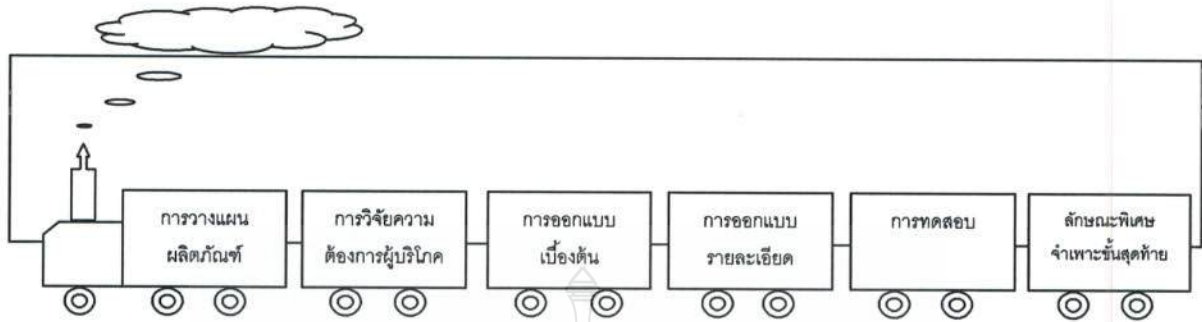 การวางแผน
ผลิตภัณฑ์
การวิจัยความ
ต้องการผู้บริโภค
การออกแบบ
เบื้องต้น
การออกแบบ
รายละเอียด
การทดสอบ
ลักษณะพิเศษ
จำเพาะขั้นสุดท้าย